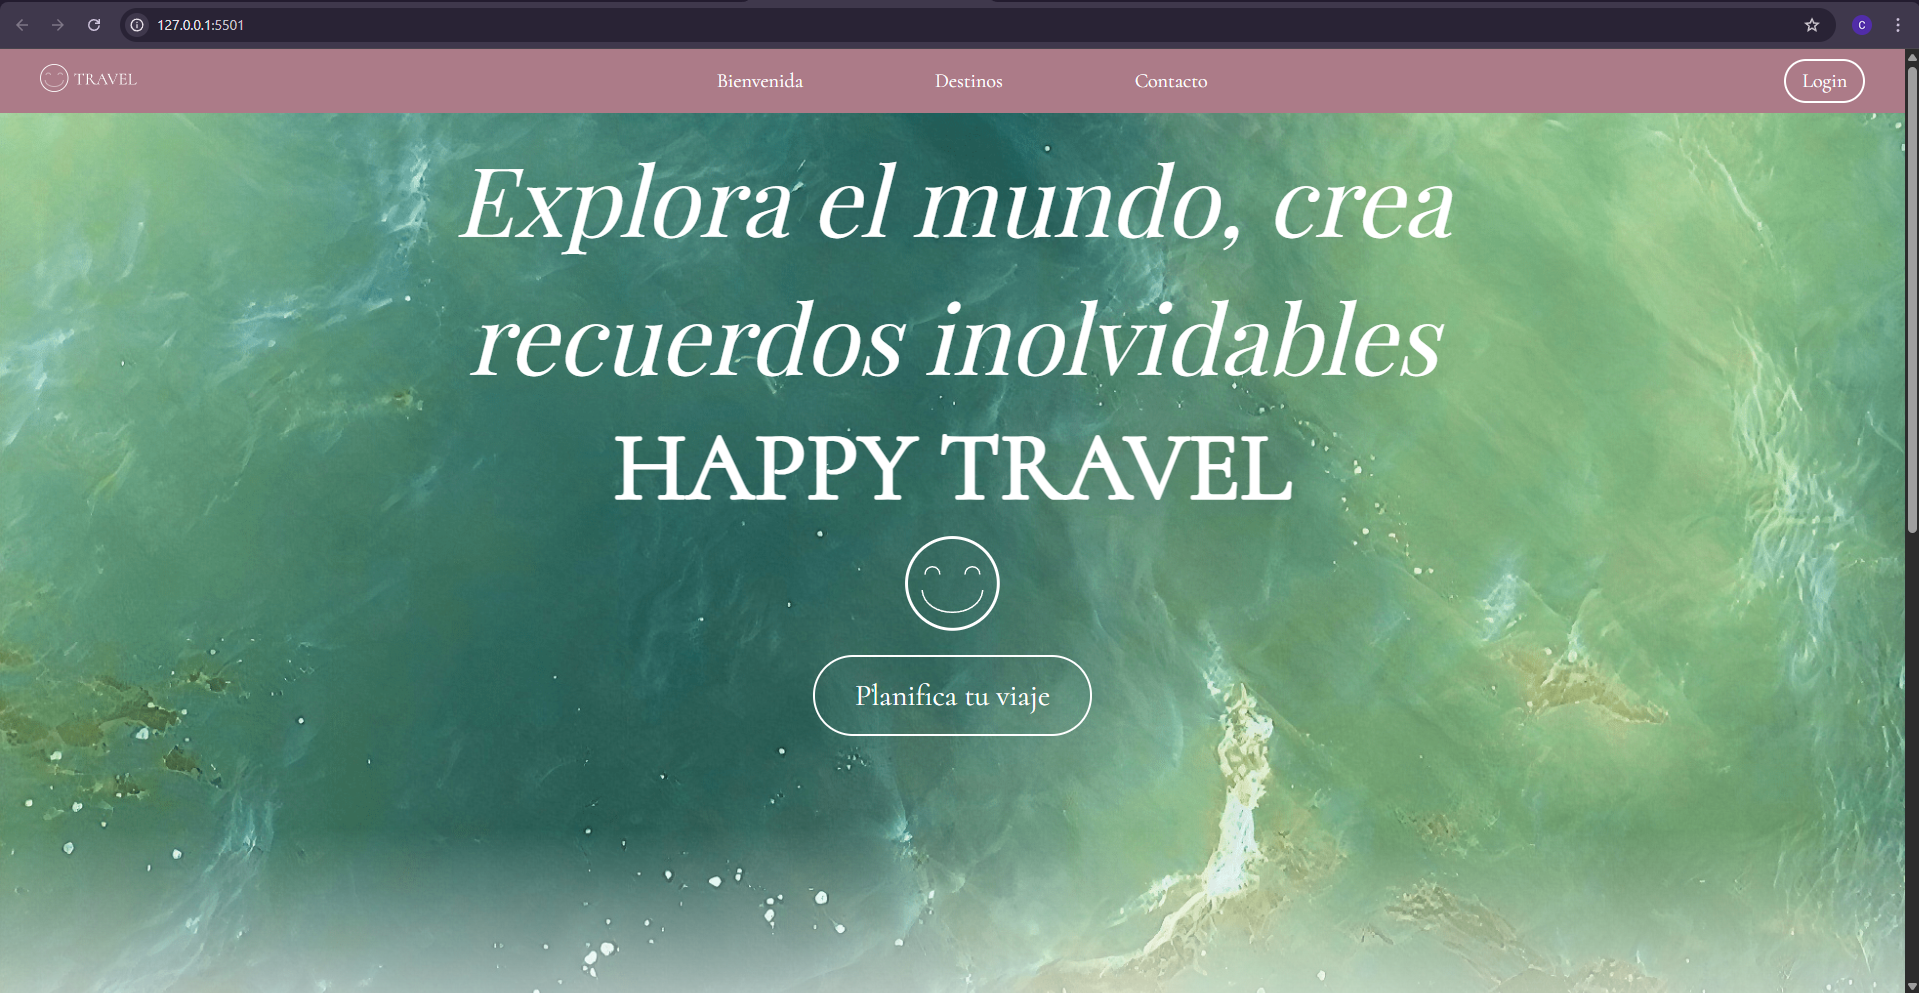 127.0.0.1:5501
C
TRAVEL
Bienvenida
Destinos
Contacto
Login
Explora el mundo, crea
recuerdos inolvidables
HAPPY TRAVEL
Planifica tu viaje